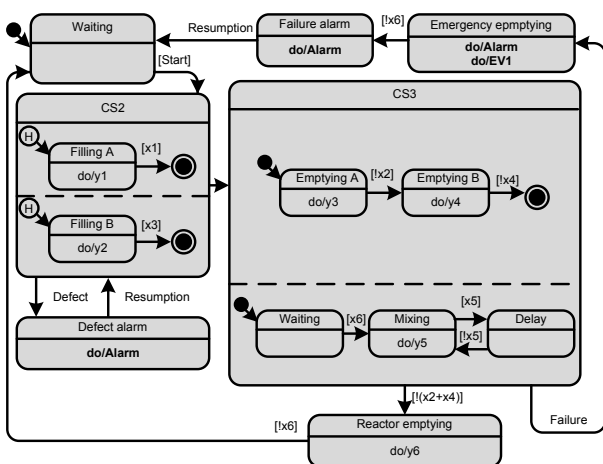 Waiting
Resumption
Failure alarm
do/Alarm
[!x6]
Emergency epmptying
do/Alarm
do/EV1
[Start]
CS2
H
Filling A
do/y1
[x1]
H
Filling B
do/y2
[x3]
Defect
Resumption
Defect alarm
do/Alarm
CS3
Emptying A
do/y3
[!x2]
Emptying B
do/y4
[!x4]
Waiting
[x6]
Mixing
do/y5
[x5]
[!x5]
Delay
[!(x2+x4)]
Failure
[!x6]
Reactor emptying
do/y6